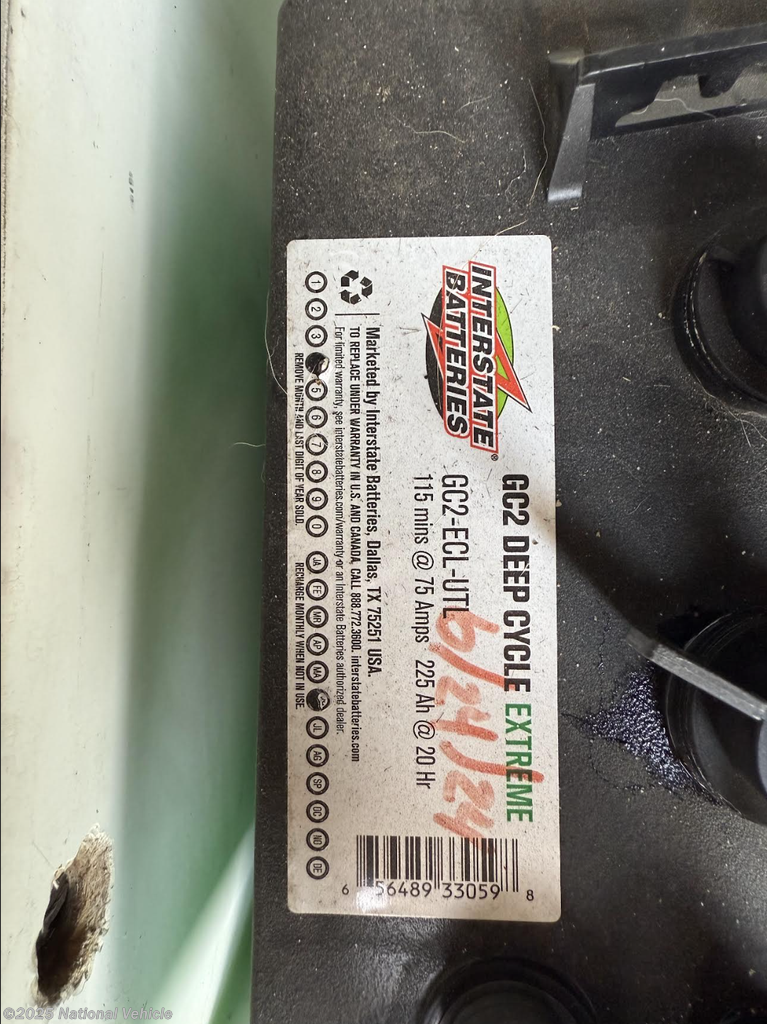 INTERSTATE
BATTERIES®
GC2 DEEP CYCLE EXTREME
GC2-ECL-UTL
115 mins @ 75 Amps 225 Ah @ 20 Hr
6/24/24
Marketed by Interstate Batteries, Dallas, TX 75251 USA.
TO REPLACE UNDER WARRANTY IN U.S. AND CANADA, CALL 888.772.3600. interstatebatteries.com
For limited warranty, see interstatebatteries.com/warranty or an Interstate Batteries authorized dealer.
1 2 3 5 6 7 8 9 0 JA FE MR AP MA JL AG SP OC NO DE
REMOVE MONTH AND LAST DIGIT OF YEAR SOLD. RECHARGE MONTHLY WHEN NOT IN USE.
6 56489 33059 8
©2025 National Vehicle